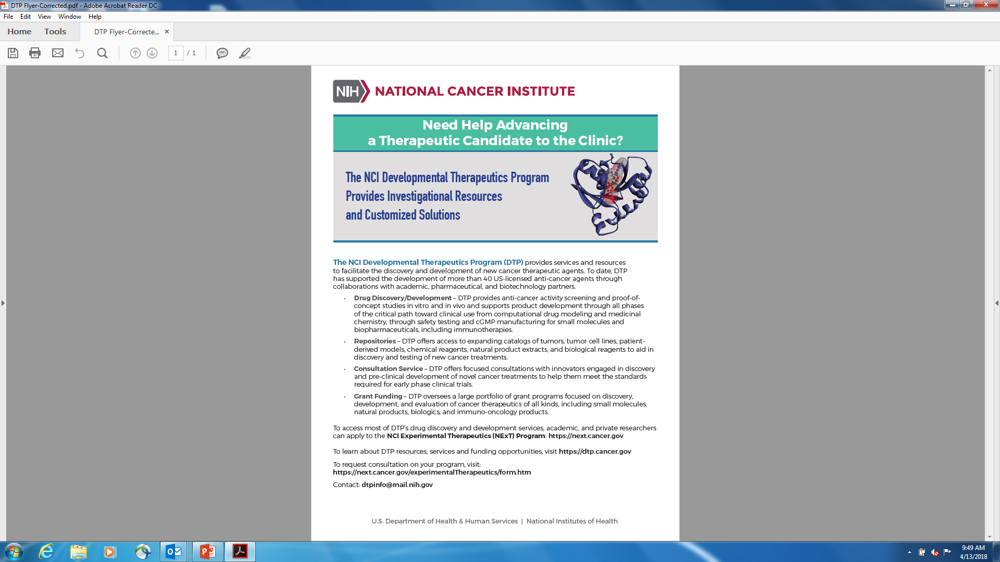 DTP Flyer-Corrected.pdf - Adobe Acrobat Reader DC
File Edit View Window Help
Home Tools DTP Flyer-Correcte... ×
1 / 1
NIH NATIONAL CANCER INSTITUTE
Need Help Advancing
a Therapeutic Candidate to the Clinic?
The NCI Developmental Therapeutics Program
Provides Investigational Resources
and Customized Solutions
The NCI Developmental Therapeutics Program (DTP) provides services and resources
to facilitate the discovery and development of new cancer therapeutic agents. To date, DTP
has supported the development of more than 40 US-licensed anti-cancer agents through
collaborations with academic, pharmaceutical, and biotechnology partners.
• Drug Discovery/Development – DTP provides anti-cancer activity screening and proof-of-
concept studies in vitro and in vivo and supports product development through all phases
of the critical path toward clinical use from computational drug modeling and medicinal
chemistry, through safety testing and cGMP manufacturing for small molecules and
biopharmaceuticals, including immunotherapies.
• Repositories – DTP offers access to expanding catalogs of tumors, tumor cell lines, patient-
derived models, chemical reagents, natural product extracts, and biological reagents to aid in
discovery and testing of new cancer treatments.
• Consultation Service – DTP offers focused consultations with innovators engaged in discovery
and pre-clinical development of novel cancer treatments to help them meet the standards
required for early phase clinical trials.
• Grant Funding – DTP oversees a large portfolio of grant programs focused on discovery,
development, and evaluation of cancer therapeutics of all kinds, including small molecules,
natural products, biologics, and immuno-oncology products.
To access most of DTP's drug discovery and development services, academic, and private researchers
can apply to the NCI Experimental Therapeutics (NExT) Program: https://next.cancer.gov
To learn about DTP resources, services and funding opportunities, visit https://dtp.cancer.gov
To request consultation on your program, visit:
https://next.cancer.gov/experimentalTherapeutics/form.htm
Contact: dtpinfo@mail.nih.gov
U.S. Department of Health & Human Services | National Institutes of Health
9:49 AM
4/13/2018